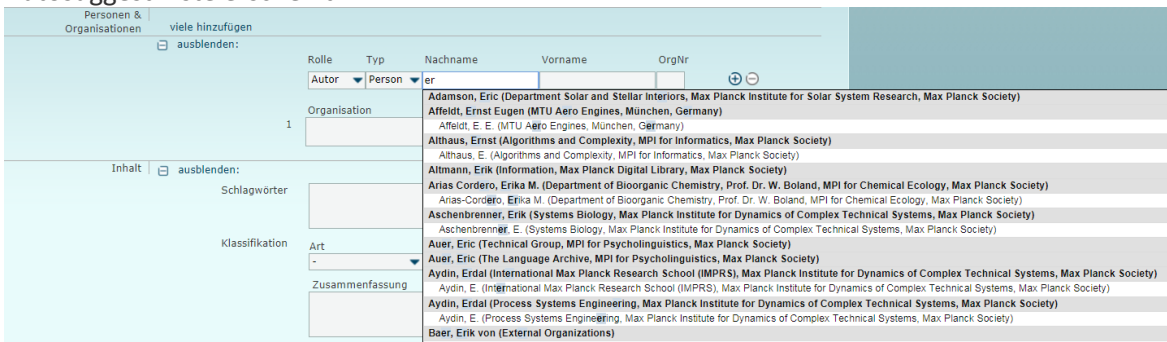 Personen &
Organisationen viele hinzufügen
ausblenden:
Rolle Typ Nachname Vorname OrgNr
Autor Person er
Adamson, Eric (Department Solar and Stellar Interiors, Max Planck Institute for Solar System Research, Max Planck Society)
Affeldt, Ernst Eugen (MTU Aero Engines, München, Germany)
Organisation
1
Affeldt, E. E. (MTU Aero Engines, München, Germany)
Althaus, Ernst (Algorithms and Complexity, MPI for Informatics, Max Planck Society)
Althaus, E. (Algorithms and Complexity, MPI for Informatics, Max Planck Society)
Inhalt ausblenden:
Altmann, Erik (Information, Max Planck Digital Library, Max Planck Society)
Schlagwörter
Arias Cordero, Erika M. (Department of Bioorganic Chemistry, Prof. Dr. W. Boland, MPI for Chemical Ecology, Max Planck Society)
Arias-Cordero, Erika M. (Department of Bioorganic Chemistry, Prof. Dr. W. Boland, MPI for Chemical Ecology, Max Planck Society)
Aschenbrenner, Erik (Systems Biology, Max Planck Institute for Dynamics of Complex Technical Systems, Max Planck Society)
Aschenbrenner, E. (Systems Biology, Max Planck Institute for Dynamics of Complex Technical Systems, Max Planck Society)
Klassifikation Art
-
Auer, Eric (Technical Group, MPI for Psycholinguistics, Max Planck Society)
Auer, Eric (The Language Archive, MPI for Psycholinguistics, Max Planck Society)
Aydin, Erdal (International Max Planck Research School (IMPRS), Max Planck Institute for Dynamics of Complex Technical Systems, Max Planck Society)
Zusammenfassung
Aydin, E. (International Max Planck Research School (IMPRS), Max Planck Institute for Dynamics of Complex Technical Systems, Max Planck Society)
Aydin, Erdal (Process Systems Engineering, Max Planck Institute for Dynamics of Complex Technical Systems, Max Planck Society)
Aydin, E. (Process Systems Engineering, Max Planck Institute for Dynamics of Complex Technical Systems, Max Planck Society)
Baer, Erik von (External Organizations)